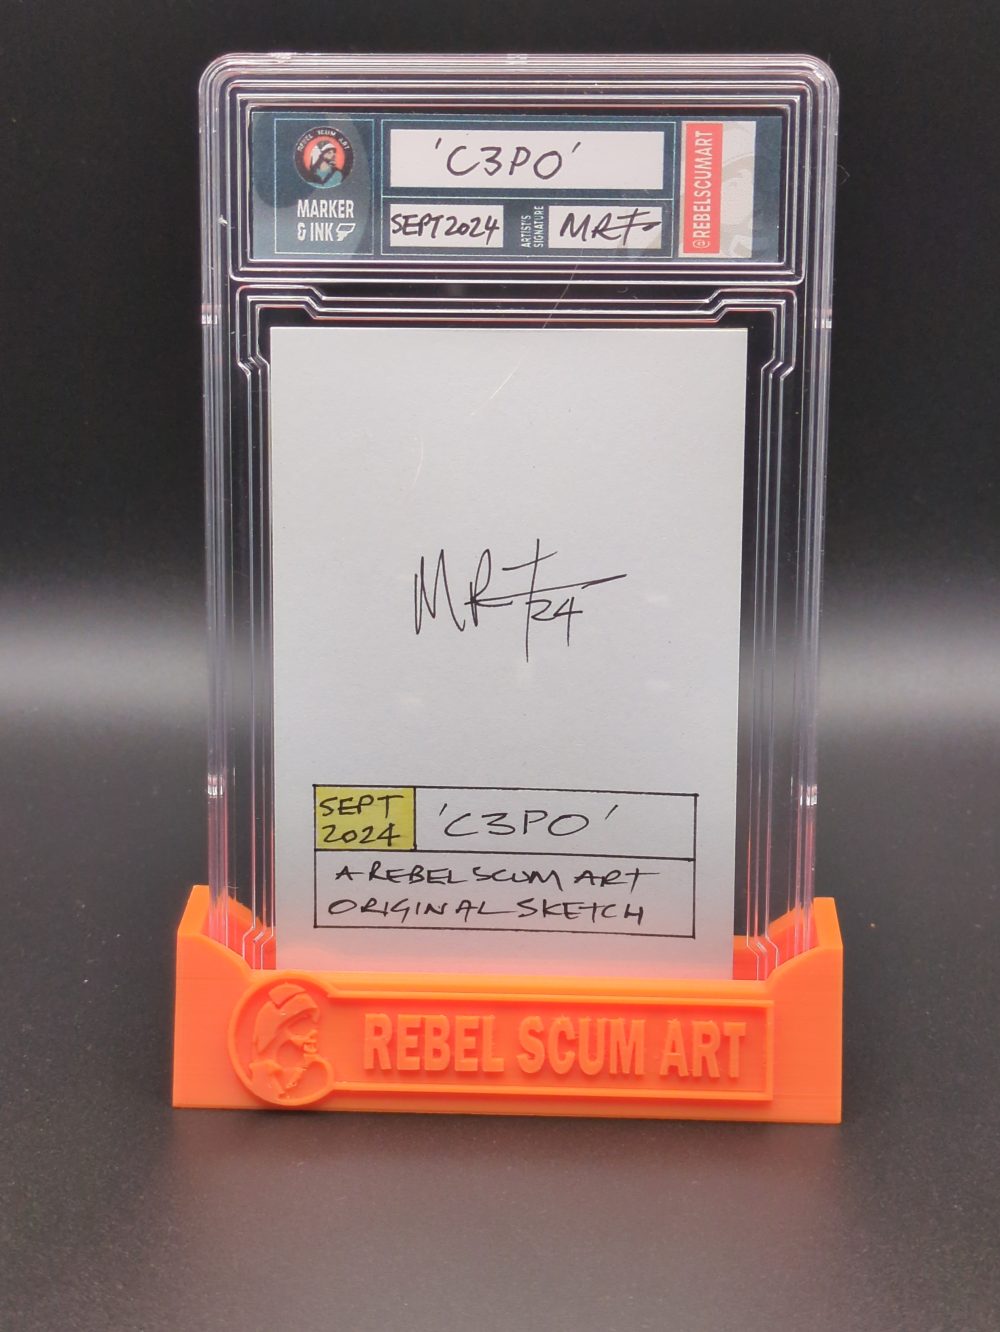 REBEL SCUM ART
MARKER
& INK
'C3PO'
SEPT 2024
ARTIST'S
SIGNATURE
MRF
@REBELSCUMART
MRF 24
SEPT
2024
'C3PO'
A REBEL SCUM ART
ORIGINAL SKETCH
REBEL SCUM ART